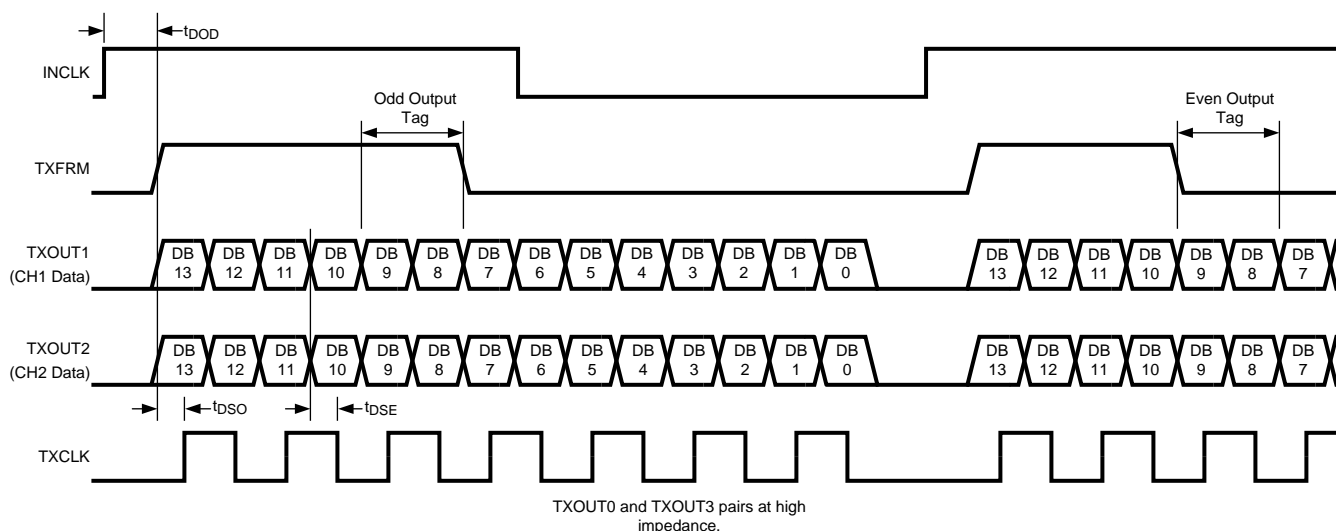 tDOD
INCLK
Odd Output
Tag
Even Output
Tag
TXFRM
TXOUT1
(CH1 Data)
DB 13 DB 12 DB 11 DB 10 DB 9 DB 8 DB 7 DB 6 DB 5 DB 4 DB 3 DB 2 DB 1 DB 0 DB 13 DB 12 DB 11 DB 10 DB 9 DB 8 DB 7
TXOUT2
(CH2 Data)
DB 13 DB 12 DB 11 DB 10 DB 9 DB 8 DB 7 DB 6 DB 5 DB 4 DB 3 DB 2 DB 1 DB 0 DB 13 DB 12 DB 11 DB 10 DB 9 DB 8 DB 7
tDSO
tDSE
TXCLK
TXOUT0 and TXOUT3 pairs at high
impedance.